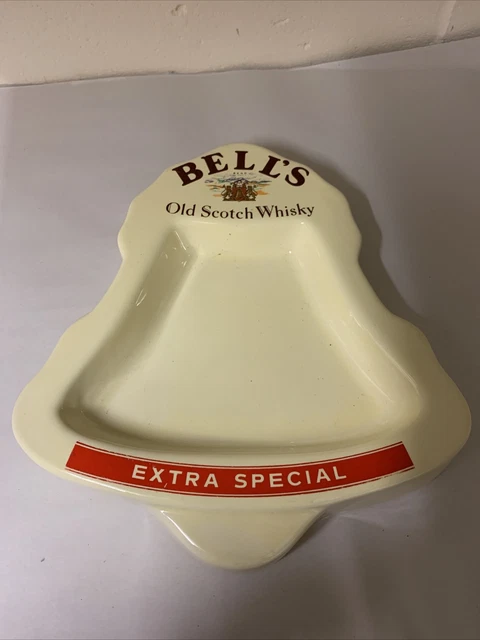 BELL'S
Old Scotch Whisky
EXTRA SPECIAL